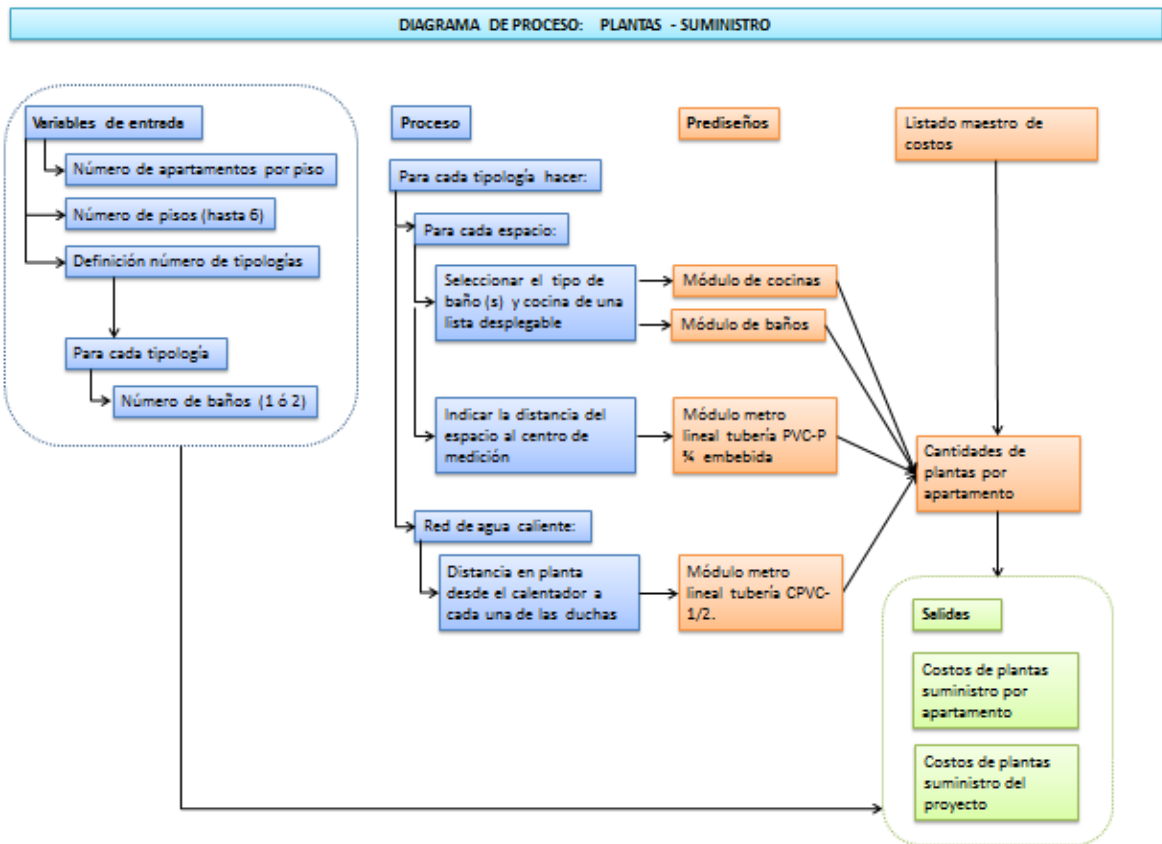 DIAGRAMA DE PROCESO: PLANTAS - SUMINISTRO
Variables de entrada
Número de apartamentos por piso
Número de pisos (hasta 6)
Definición número de tipologías
Para cada tipología
Número de baños (1 ó 2)
Proceso
Para cada tipología hacer:
Para cada espacio:
Seleccionar el tipo de
baño (s) y cocina de una
lista desplegable
Indicar la distancia del
espacio al centro de
medición
Red de agua caliente:
Distancia en planta
desde el calentador a
cada una de las duchas
Prediseños
Módulo de cocinas
Módulo de baños
Módulo metro
lineal tubería PVC-P
¾ embebida
Módulo metro
lineal tubería CPVC-
1/2.
Listado maestro de
costos
Cantidades de
plantas por
apartamento
Salidas
Costos de plantas
suministro por
apartamento
Costos de plantas
suministro del
proyecto